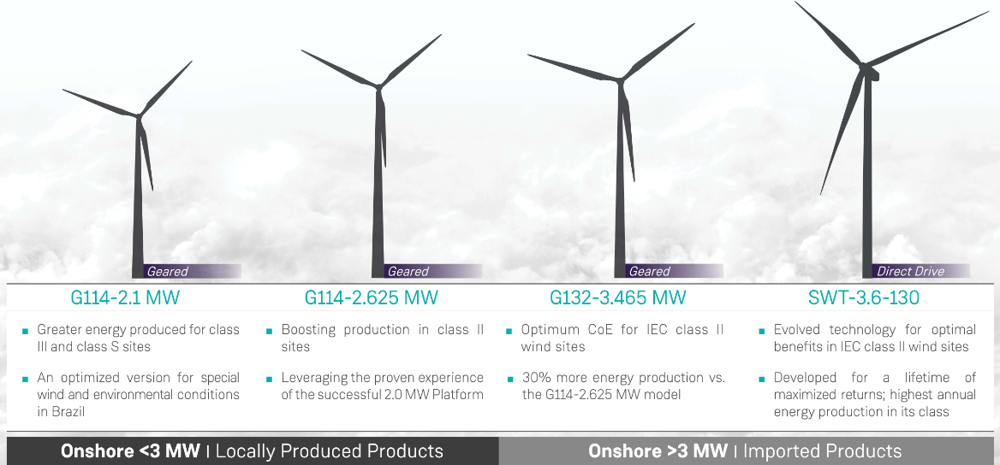 Geared
Geared
Geared
Direct Drive
G114-2.1 MW
G114-2.625 MW
G132-3.465 MW
SWT-3.6-130
Greater energy produced for class
III and class S sites
An optimized version for special
wind and environmental conditions
in Brazil
Boosting production in class II
sites
Leveraging the proven experience
of the successful 2.0 MW Platform
Optimum CoE for IEC class II
wind sites
30% more energy production vs.
the G114-2.625 MW model
Evolved technology for optimal
benefits in IEC class II wind sites
Developed for a lifetime of
maximized returns; highest annual
energy production in its class
Onshore <3 MW | Locally Produced Products
Onshore >3 MW | Imported Products